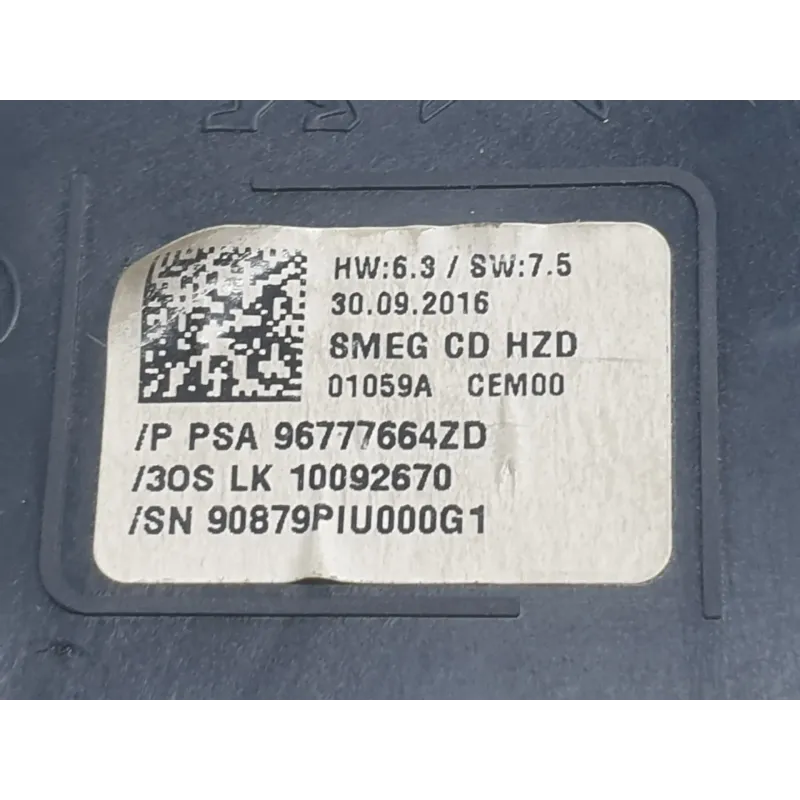 HW:6.3 / SW:7.5
30.09.2016
SMEG CD HZD
01059A CEM00
/P PSA 96777664ZD
/3OS LK 10092670
/SN 90879PIU000G1